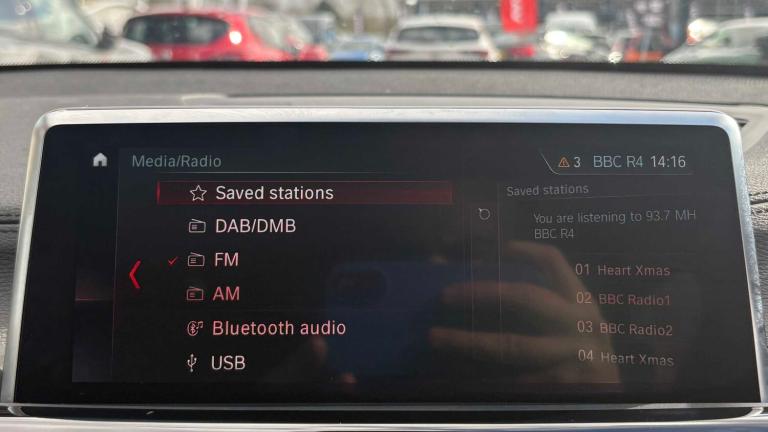 Media/Radio
3 BBC R4 14:16
Saved stations
DAB/DMB
FM
AM
Bluetooth audio
USB
Saved stations
You are listening to 93.7 MH
BBC R4
01 Heart Xmas
02 BBC Radio1
03 BBC Radio2
04 Heart Xmas